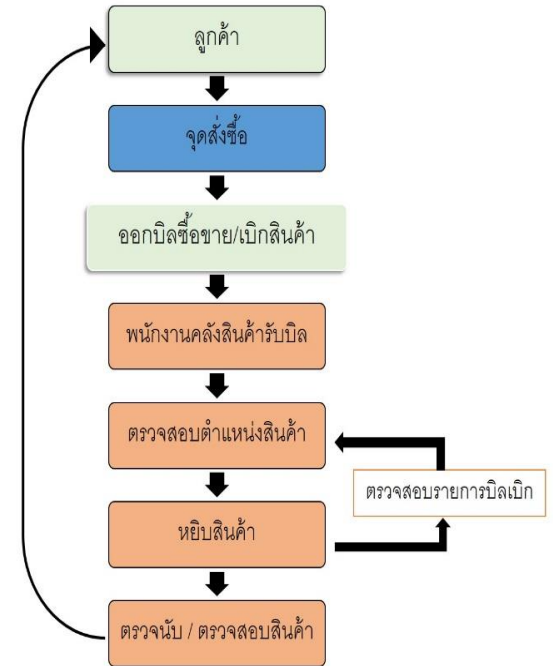 ลูกค้า
จุดสั่งซื้อ
ออกบิลซื้อขาย/เบิกสินค้า
พนักงานคลังสินค้ารับบิล
ตรวจสอบตำแหน่งสินค้า
ตรวจสอบรายการบิลเบิก
หยิบสินค้า
ตรวจนับ / ตรวจสอบสินค้า